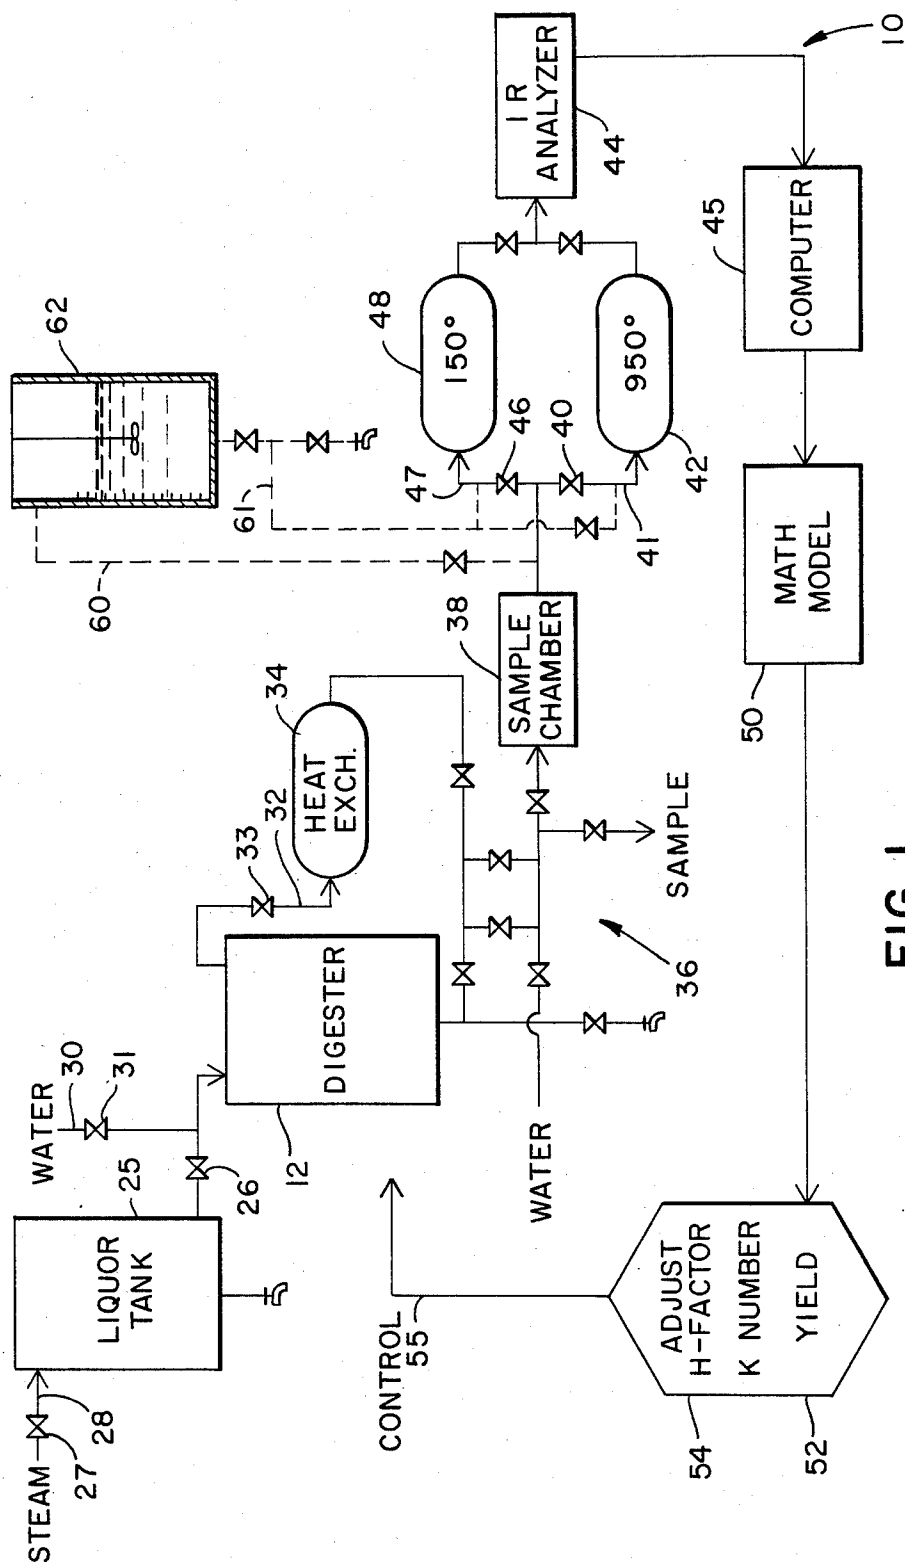 STEAM
27
28
LIQUOR
TANK
25
26
WATER
30
31
12
DIGESTER
33
32
HEAT
EXCH.
34
WATER
36
SAMPLE
SAMPLE
CHAMBER
38
60
61
62
47
46
40
41
150°
48
950°
42
I R
ANALYZER
44
10
COMPUTER
45
MATH
MODEL
50
CONTROL
55
ADJUST
H-FACTOR
K NUMBER
YIELD
54
52
FIG. 1